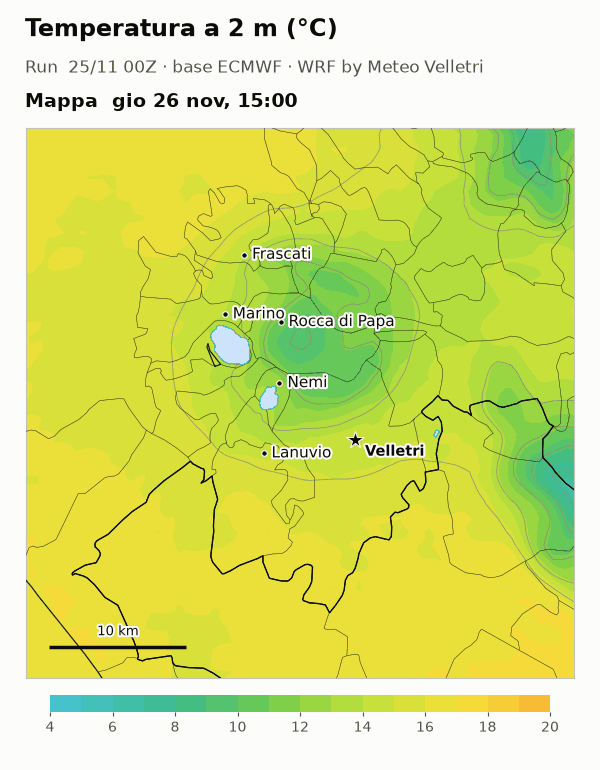 Temperatura a 2 m (°C)
Run  25/11 00Z · base ECMWF · WRF by Meteo Velletri
Mappa  gio 26 nov, 15:00
Frascati
Marino
Rocca di Papa
Nemi
Velletri
Lanuvio
10 km
4 6 8 10 12 14 16 18 20